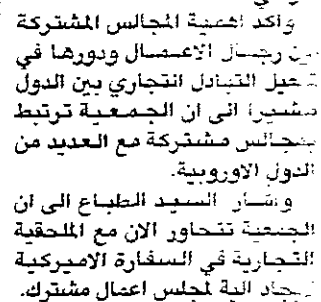 واكد اهمية المجالس المشتركة
بين رجال الاعمال ودورها في
تفعيل التبادل التجاري بين الدول
مشيرا الى ان الجمعية ترتبط
بمجالس مشتركة مع العديد من
الدول الاوروبية.
واشار السيد الطباع الى ان
الجمعية تتحاور الان مع الملحقية
التجارية في السفارة الاميركية
لايجاد الية لمجلس اعمال مشترك.